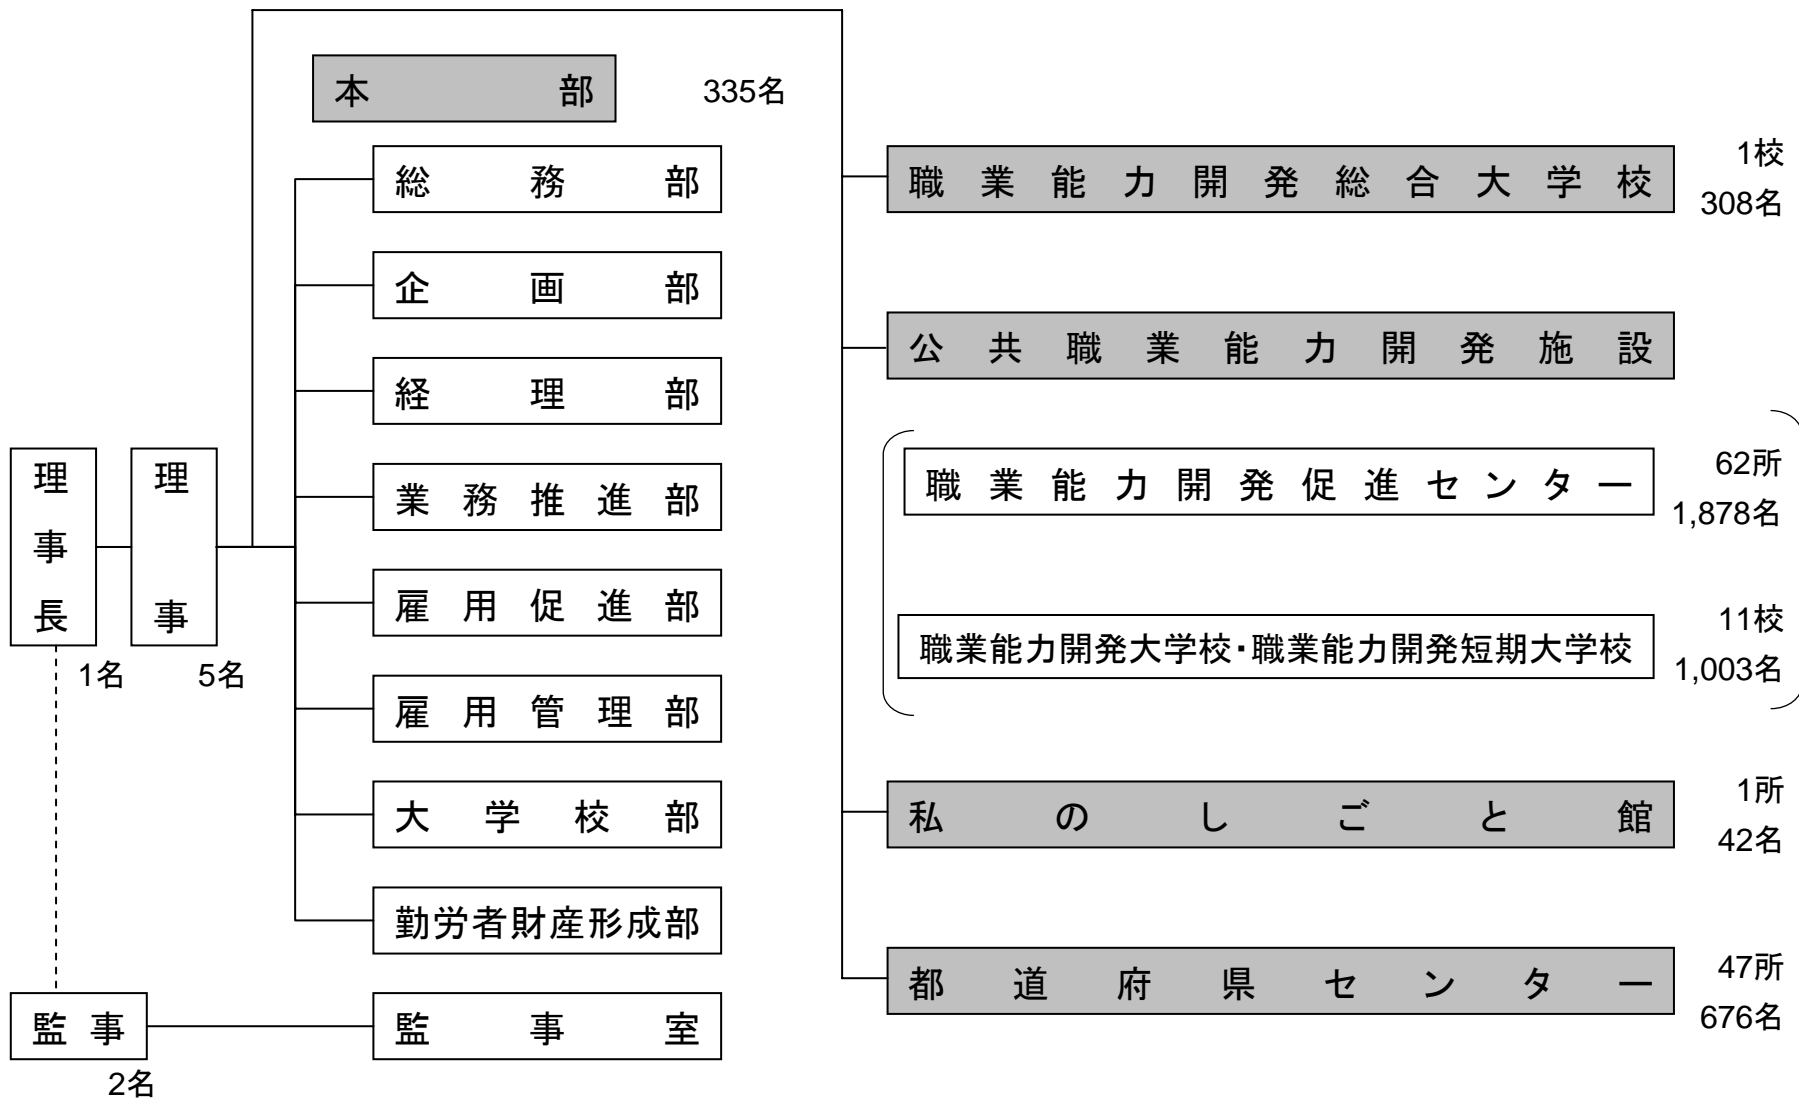 本部
335名
総務部
企画部
経理部
業務推進部
雇用促進部
雇用管理部
大学校部
勤労者財産形成部
理事長
1名
理事
5名
監事
2名
監事室
職業能力開発総合大学校
1校
308名
公共職業能力開発施設
職業能力開発促進センター
62所
1,878名
職業能力開発大学校・職業能力開発短期大学校
11校
1,003名
私のしごと館
1所
42名
都道府県センター
47所
676名